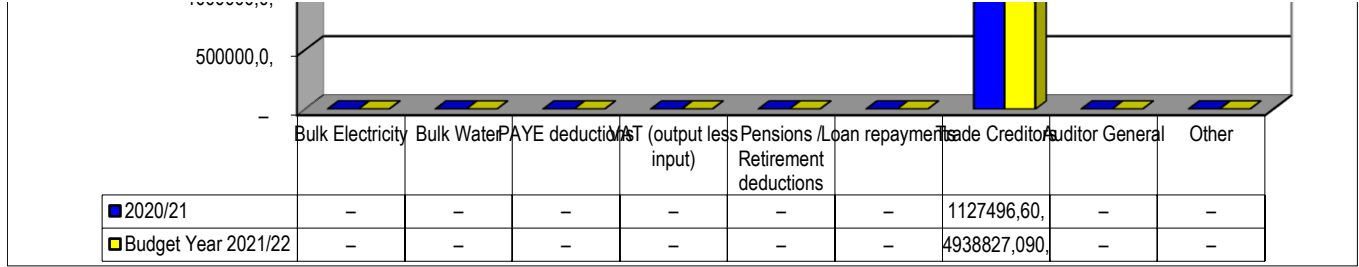 500000,0,
–
Bulk Electricity Bulk Water PAYE deductions VAT (output less input) Pensions / Retirement deductions Loan repayments Trade Creditors Auditor General Other
2020/21 – – – – – – 1127496,60, – –
Budget Year 2021/22 – – – – – – 4938827,090, – –